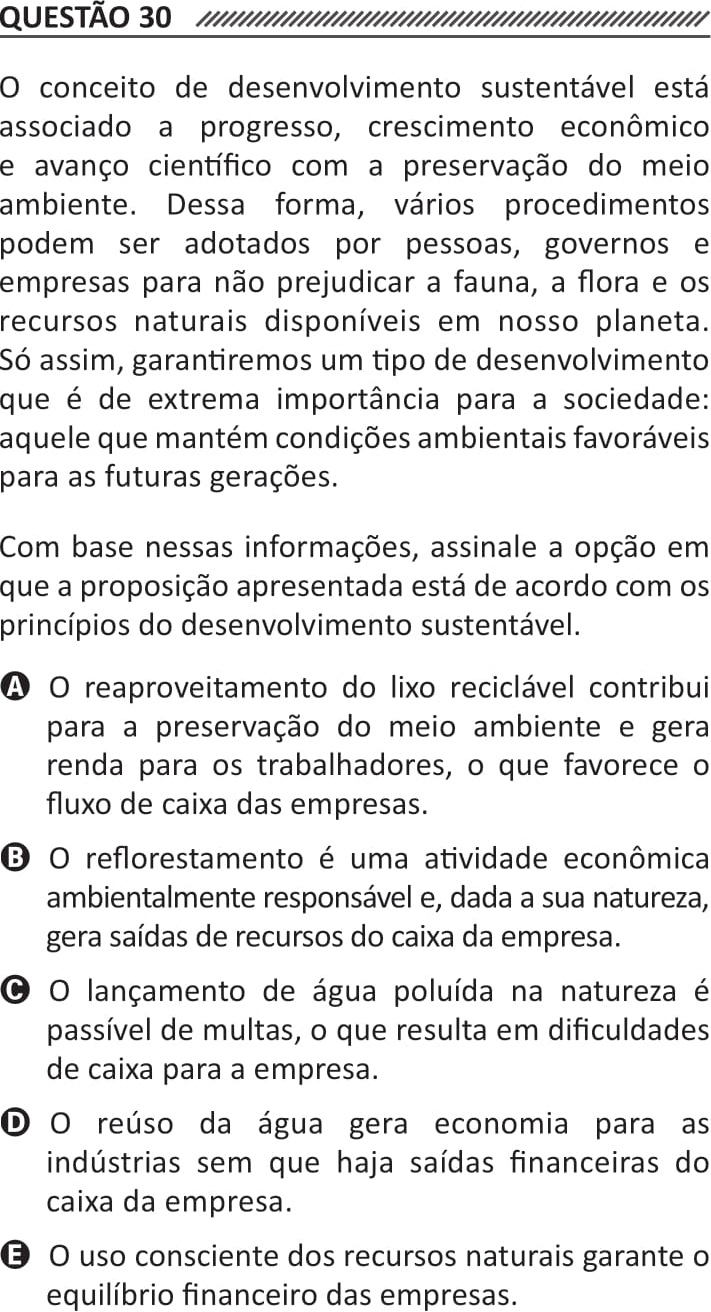 QUESTÃO 30
O conceito de desenvolvimento sustentável está
associado a progresso, crescimento econômico
e avanço científico com a preservação do meio
ambiente. Dessa forma, vários procedimentos
podem ser adotados por pessoas, governos e
empresas para não prejudicar a fauna, a flora e os
recursos naturais disponíveis em nosso planeta.
Só assim, garantiremos um tipo de desenvolvimento
que é de extrema importância para a sociedade:
aquele que mantém condições ambientais favoráveis
para as futuras gerações.
Com base nessas informações, assinale a opção em
que a proposição apresentada está de acordo com os
princípios do desenvolvimento sustentável.
A O reaproveitamento do lixo reciclável contribui
para a preservação do meio ambiente e gera
renda para os trabalhadores, o que favorece o
fluxo de caixa das empresas.
B O reflorestamento é uma atividade econômica
ambientalmente responsável e, dada a sua natureza,
gera saídas de recursos do caixa da empresa.
C O lançamento de água poluída na natureza é
passível de multas, o que resulta em dificuldades
de caixa para a empresa.
D O reúso da água gera economia para as
indústrias sem que haja saídas financeiras do
caixa da empresa.
E O uso consciente dos recursos naturais garante o
equilíbrio financeiro das empresas.